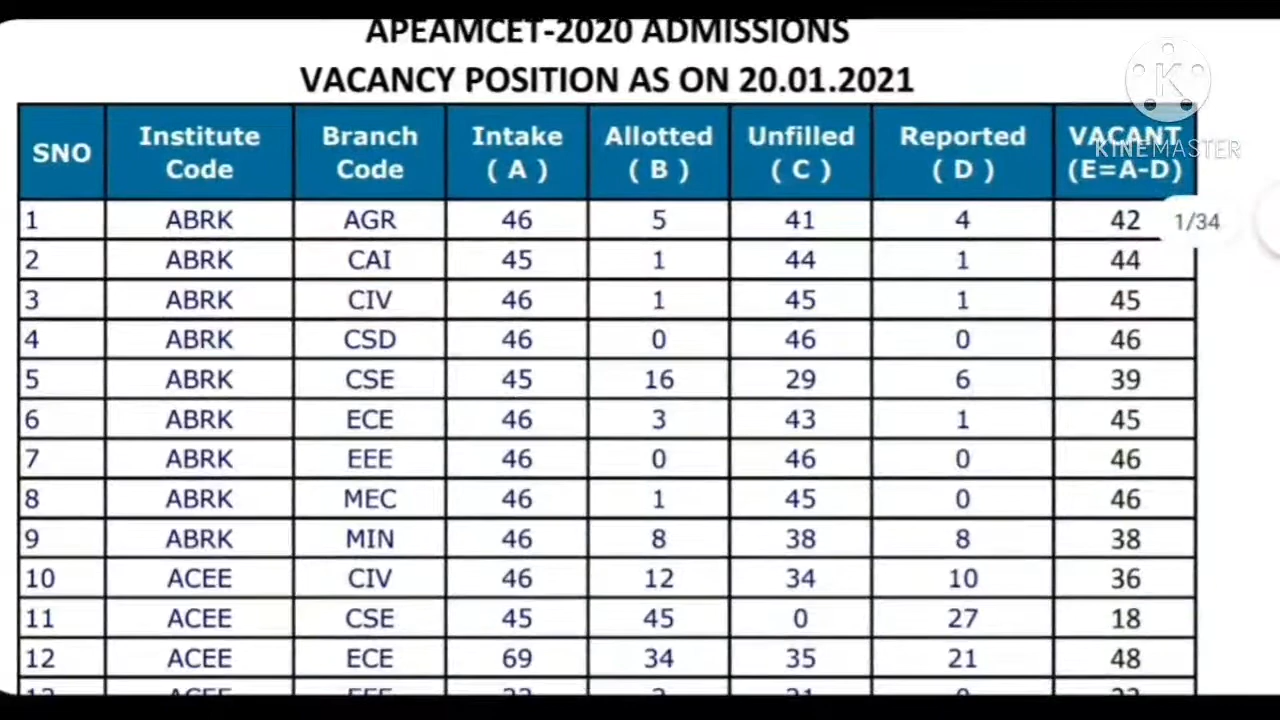 APEAMCET-2020 ADMISSIONS
VACANCY POSITION AS ON 20.01.2021
SNO Institute Code Branch Code Intake ( A ) Allotted ( B ) Unfilled ( C ) Reported ( D ) VACANT (E=A-D)
K
KINEMASTER
1 ABRK AGR 46 5 41 4 42
1/34
2 ABRK CAI 45 1 44 1 44
3 ABRK CIV 46 1 45 1 45
4 ABRK CSD 46 0 46 0 46
5 ABRK CSE 45 16 29 6 39
6 ABRK ECE 46 3 43 1 45
7 ABRK EEE 46 0 46 0 46
8 ABRK MEC 46 1 45 0 46
9 ABRK MIN 46 8 38 8 38
10 ACEE CIV 46 12 34 10 36
11 ACEE CSE 45 45 0 27 18
12 ACEE ECE 69 34 35 21 48